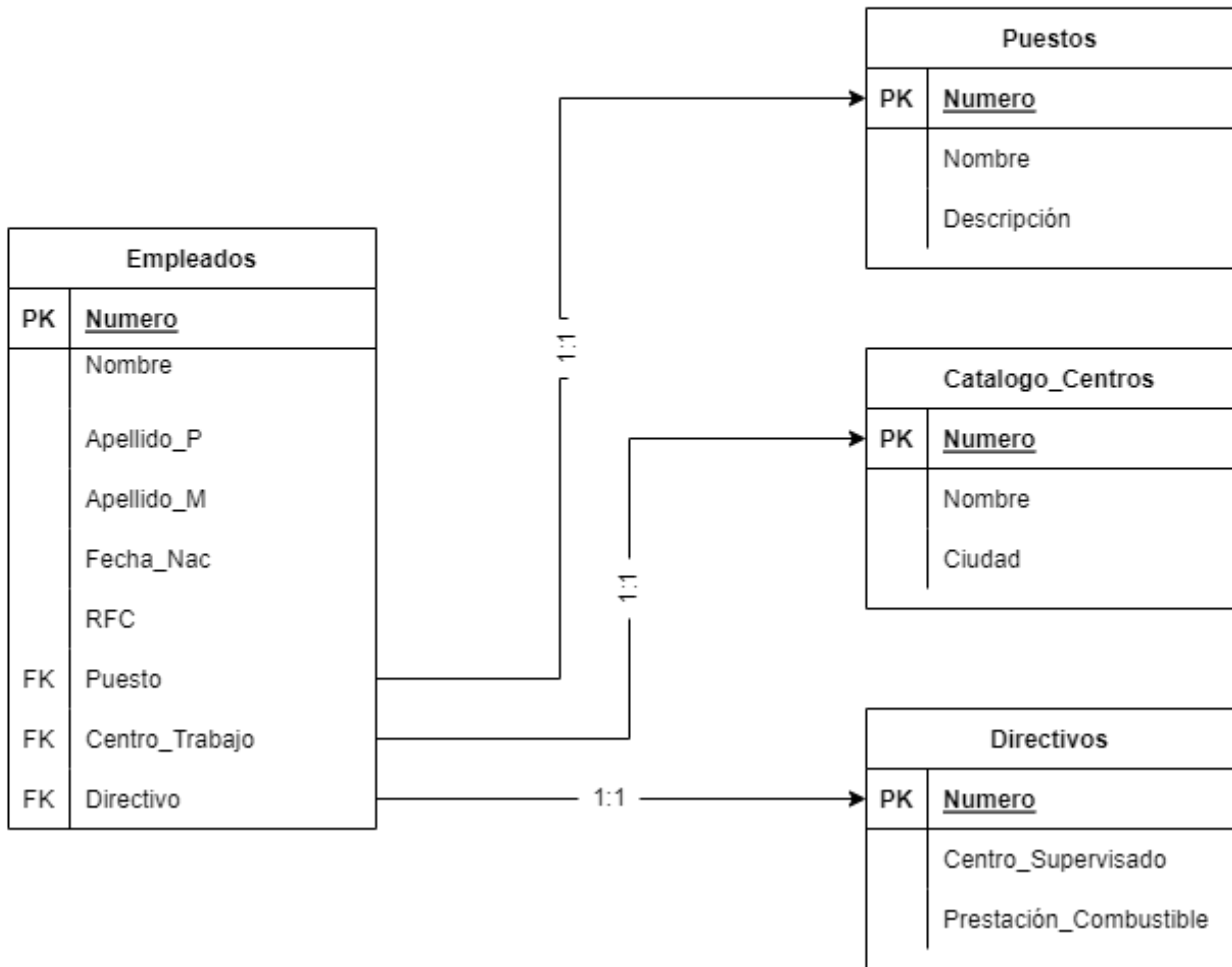 Puestos
PK Numero
Nombre
Descripción
Empleados
PK Numero
Nombre
Apellido_P
Apellido_M
Fecha_Nac
RFC
FK Puesto
FK Centro_Trabajo
FK Directivo
1:1
1:1
1:1
Catalogo_Centros
PK Numero
Nombre
Ciudad
Directivos
PK Numero
Centro_Supervisado
Prestación_Combustible